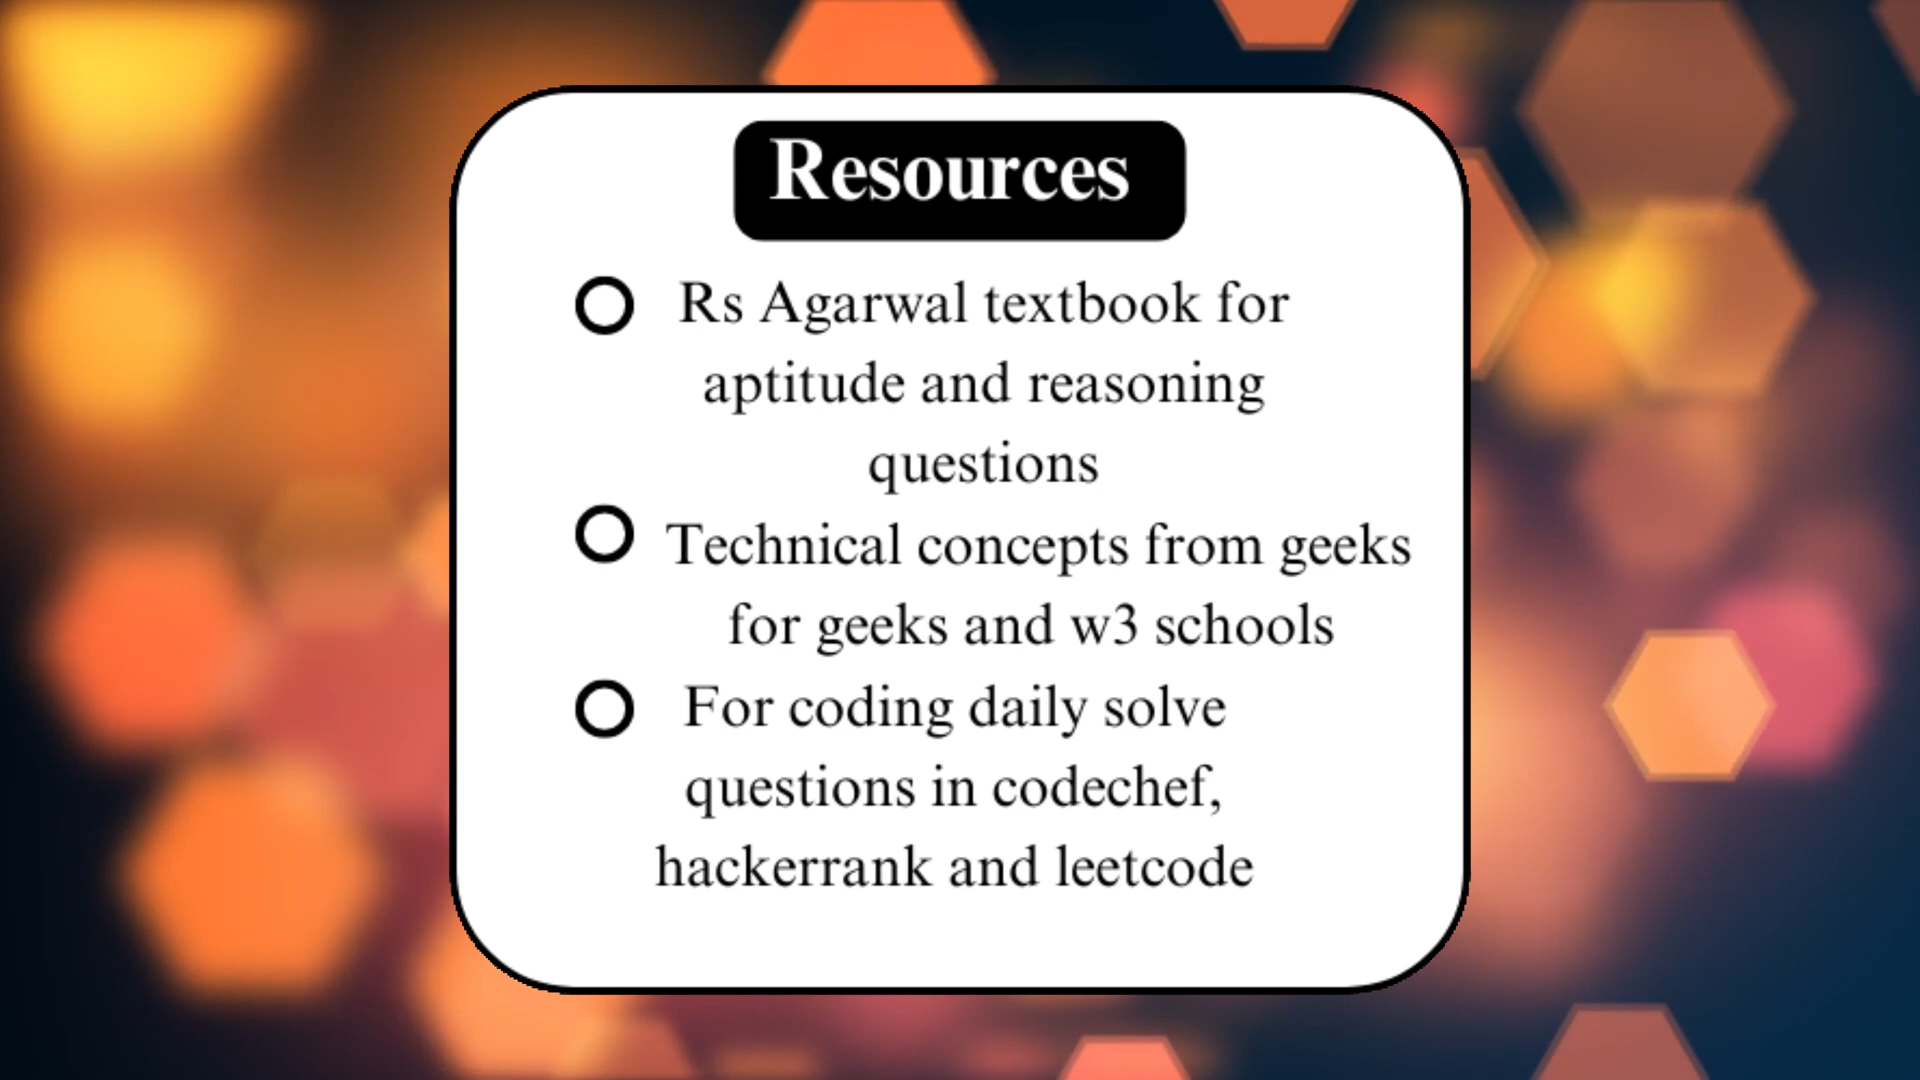 Resources
Rs Agarwal textbook for
aptitude and reasoning
questions
Technical concepts from geeks
for geeks and w3 schools
For coding daily solve
questions in codechef,
hackerrank and leetcode